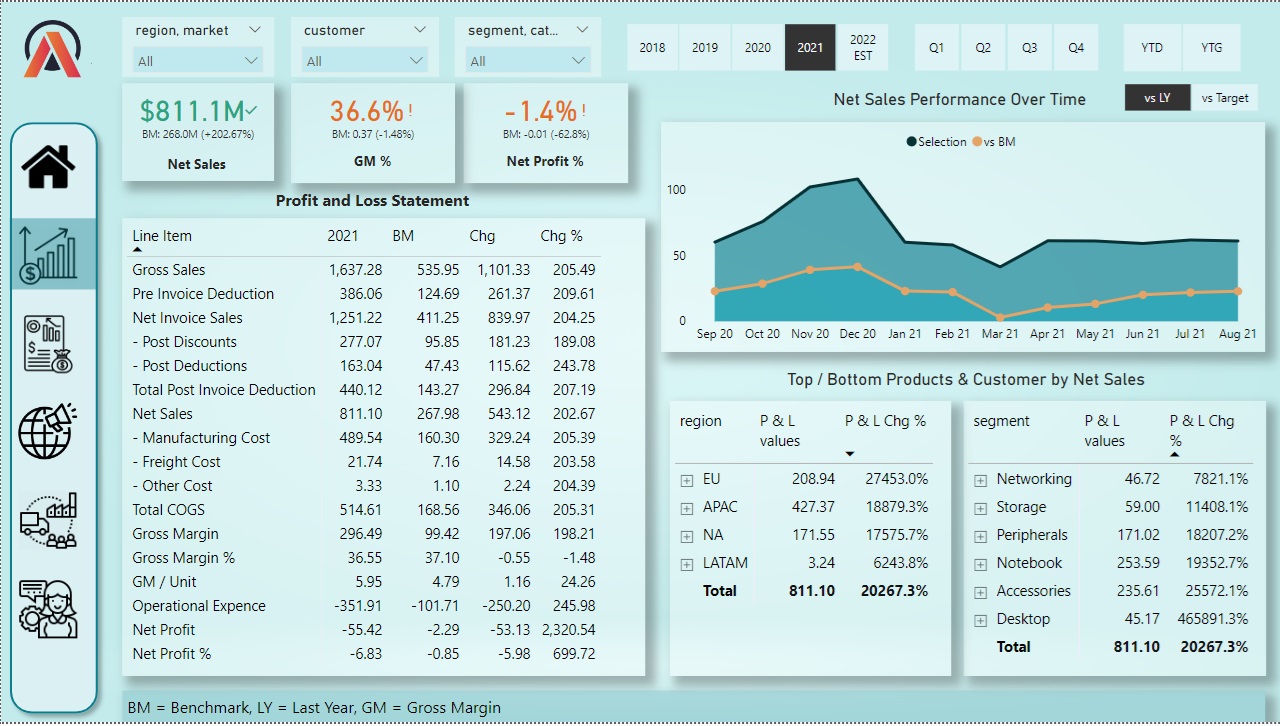 region, market
customer
segment, cat...
All
All
All
2018
2019
2020
2021
2022
EST
Q1
Q2
Q3
Q4
YTD
YTG
$811.1M
BM: 268.0M (+202.67%)
Net Sales
36.6%!
BM: 0.37 (-1.48%)
GM %
-1.4%!
BM: -0.01 (-62.8%)
Net Profit %
Net Sales Performance Over Time
vs LY
vs Target
Selection vs BM
100
50
0
Sep 20 Oct 20 Nov 20 Dec 20 Jan 21 Feb 21 Mar 21 Apr 21 May 21 Jun 21 Jul 21 Aug 21
Profit and Loss Statement
Line Item 2021 BM Chg Chg %
Gross Sales 1,637.28 535.95 1,101.33 205.49
Pre Invoice Deduction 386.06 124.69 261.37 209.61
Net Invoice Sales 1,251.22 411.25 839.97 204.25
- Post Discounts 277.07 95.85 181.23 189.08
- Post Deductions 163.04 47.43 115.62 243.78
Total Post Invoice Deduction 440.12 143.27 296.84 207.19
Net Sales 811.10 267.98 543.12 202.67
- Manufacturing Cost 489.54 160.30 329.24 205.39
- Freight Cost 21.74 7.16 14.58 203.58
- Other Cost 3.33 1.10 2.24 204.39
Total COGS 514.61 168.56 346.06 205.31
Gross Margin 296.49 99.42 197.06 198.21
Gross Margin % 36.55 37.10 -0.55 -1.48
GM / Unit 5.95 4.79 1.16 24.26
Operational Expence -351.91 -101.71 -250.20 245.98
Net Profit -55.42 -2.29 -53.13 2,320.54
Net Profit % -6.83 -0.85 -5.98 699.72
Top / Bottom Products & Customer by Net Sales
region P & L values P & L Chg %
EU 208.94 27453.0%
APAC 427.37 18879.3%
NA 171.55 17575.7%
LATAM 3.24 6243.8%
Total 811.10 20267.3%
segment P & L values P & L Chg %
Networking 46.72 7821.1%
Storage 59.00 11408.1%
Peripherals 171.02 18207.2%
Notebook 253.59 19352.7%
Accessories 235.61 25572.1%
Desktop 45.17 465891.3%
Total 811.10 20267.3%
BM = Benchmark, LY = Last Year, GM = Gross Margin